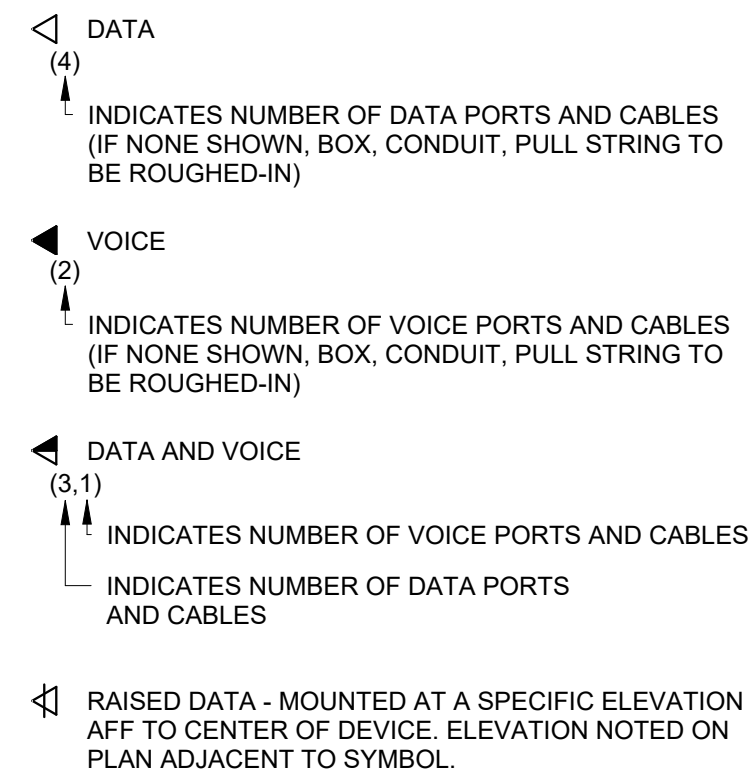 DATA
(4)
INDICATES NUMBER OF DATA PORTS AND CABLES
(IF NONE SHOWN, BOX, CONDUIT, PULL STRING TO
BE ROUGHED-IN)
VOICE
(2)
INDICATES NUMBER OF VOICE PORTS AND CABLES
(IF NONE SHOWN, BOX, CONDUIT, PULL STRING TO
BE ROUGHED-IN)
DATA AND VOICE
(3,1)
INDICATES NUMBER OF VOICE PORTS AND CABLES
INDICATES NUMBER OF DATA PORTS
AND CABLES
RAISED DATA - MOUNTED AT A SPECIFIC ELEVATION
AFF TO CENTER OF DEVICE. ELEVATION NOTED ON
PLAN ADJACENT TO SYMBOL.